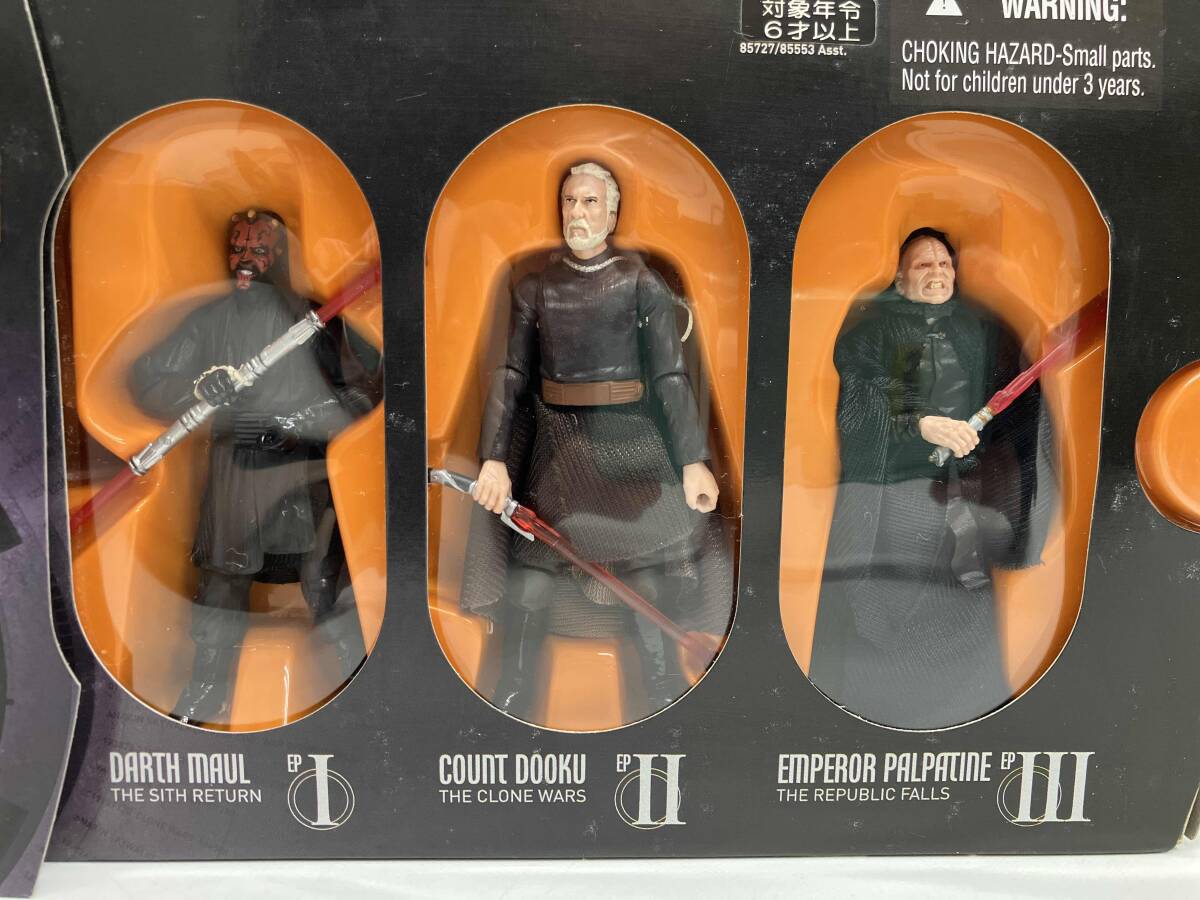 対象年令
6才以上
85727/85553 Asst.
WARNING:
CHOKING HAZARD-Small parts.
Not for children under 3 years.
DARTH MAUL
THE SITH RETURN
EP I
COUNT DOOKU
THE CLONE WARS
EP II
EMPEROR PALPATINE
THE REPUBLIC FALLS
EP III